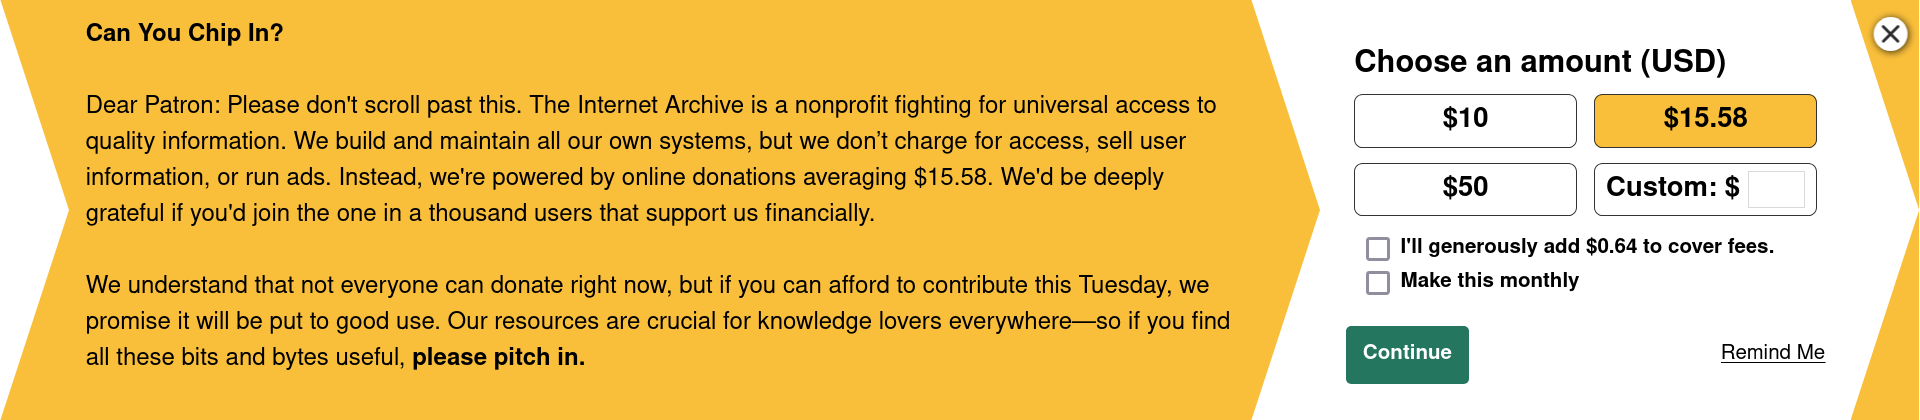 Can You Chip In?
Dear Patron: Please don't scroll past this. The Internet Archive is a nonprofit fighting for universal access to
quality information. We build and maintain all our own systems, but we don’t charge for access, sell user
information, or run ads. Instead, we're powered by online donations averaging $15.58. We'd be deeply
grateful if you'd join the one in a thousand users that support us financially.
We understand that not everyone can donate right now, but if you can afford to contribute this Tuesday, we
promise it will be put to good use. Our resources are crucial for knowledge lovers everywhere—so if you find
all these bits and bytes useful, please pitch in.
Choose an amount (USD)
$10
$15.58
$50
Custom: $
I'll generously add $0.64 to cover fees.
Make this monthly
Continue
Remind Me